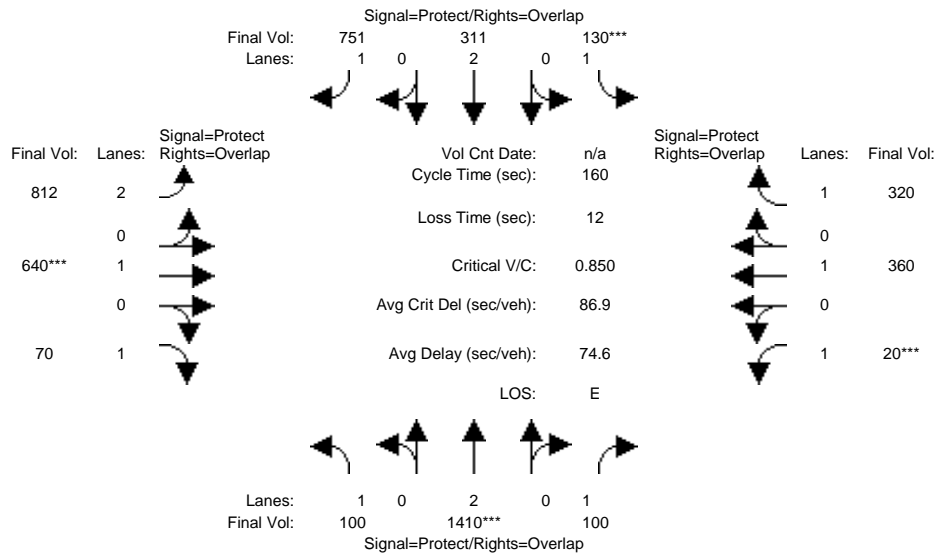 Signal=Protect/Rights=Overlap
Final Vol: 751 311 130***
Lanes: 1 0 2 0 1
Signal=Protect Signal=Protect
Final Vol: Lanes: Rights=Overlap Vol Cnt Date: n/a Rights=Overlap Lanes: Final Vol:
Cycle Time (sec): 160
812 2 1 320
Loss Time (sec): 12
0 0
640*** 1 Critical V/C: 0.850 1 360
0 Avg Crit Del (sec/veh): 86.9 0
70 1 Avg Delay (sec/veh): 74.6 1 20***
LOS: E
Lanes: 1 0 2 0 1
Final Vol: 100 1410*** 100
Signal=Protect/Rights=Overlap